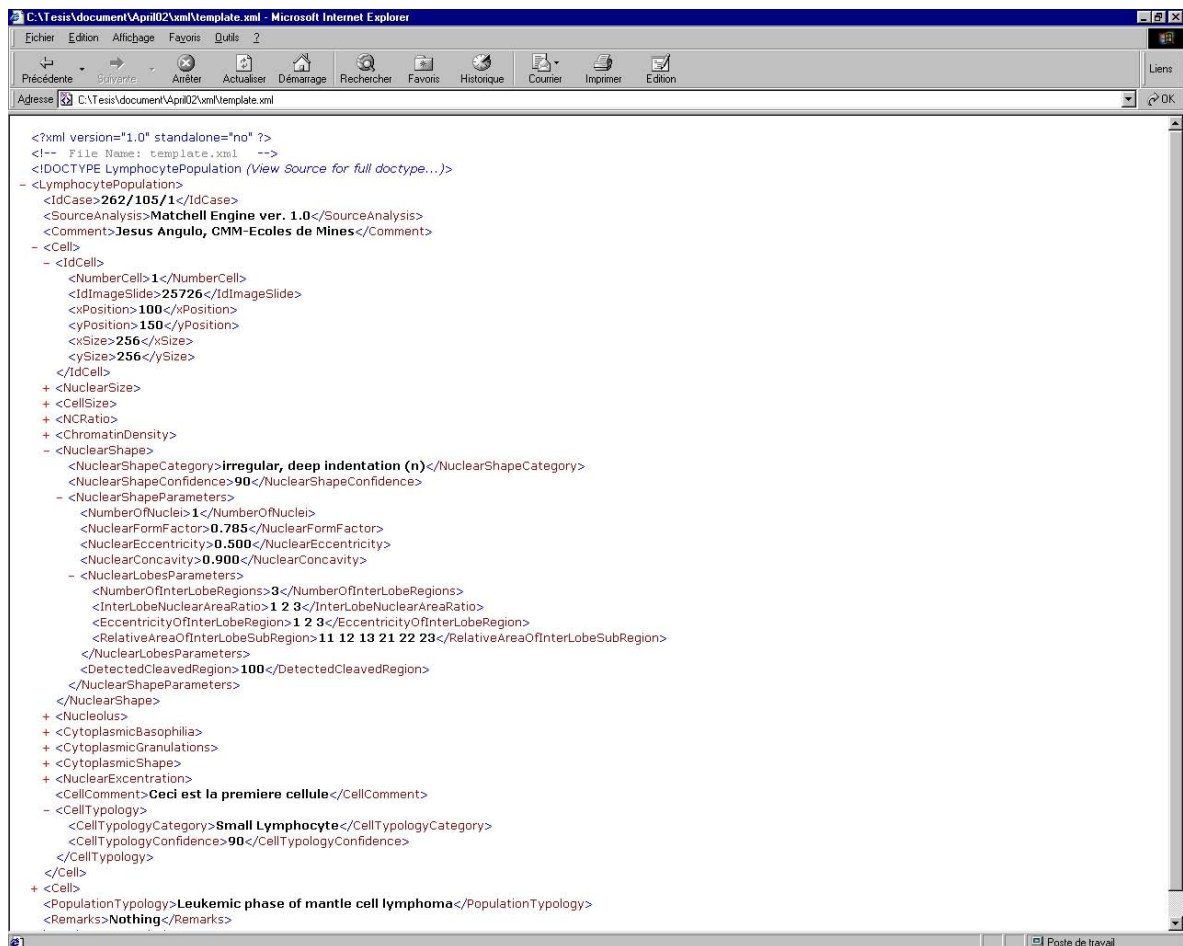 C:\Tesis\document\April02\xml\template.xml - Microsoft Internet Explorer
Eichier Edition Affichage Favoris Outils ?
Précédente Suivante Arrêter Actualiser Démarrage Rechercher Favoris Historique Courrier Imprimer Edition Liens
Adresse C:\Tesis\document\April02\xml\template.xml OK
<?xml version="1.0" standalone="no" ?>
<!-- File Name: template.xml -->
<!DOCTYPE LymphocytePopulation (View Source for full doctype...)>
- <LymphocytePopulation>
<IdCase>262/105/1</IdCase>
<SourceAnalysis>Matchell Engine ver. 1.0</SourceAnalysis>
<Comment>Jesus Angulo, CMM-Ecoles de Mines</Comment>
- <Cell>
- <IdCell>
<NumberCell>1</NumberCell>
<IdImageSlide>25726</IdImageSlide>
<xPosition>100</xPosition>
<yPosition>150</yPosition>
<xSize>256</xSize>
<ySize>256</ySize>
</IdCell>
+ <NuclearSize>
+ <CellSize>
+ <NCRatio>
+ <ChromatinDensity>
- <NuclearShape>
<NuclearShapeCategory>irregular, deep indentation (n)</NuclearShapeCategory>
<NuclearShapeConfidence>90</NuclearShapeConfidence>
- <NuclearShapeParameters>
<NumberOfNuclei>1</NumberOfNuclei>
<NuclearFormFactor>0.785</NuclearFormFactor>
<NuclearEccentricity>0.500</NuclearEccentricity>
<NuclearConcavity>0.900</NuclearConcavity>
- <NuclearLobesParameters>
<NumberOfInterLobeRegions>3</NumberOfInterLobeRegions>
<InterLobeNuclearAreaRatio>1 2 3</InterLobeNuclearAreaRatio>
<EccentricityOfInterLobeRegion>1 2 3</EccentricityOfInterLobeRegion>
<RelativeAreaOfInterLobeSubRegion>11 12 13 21 22 23</RelativeAreaOfInterLobeSubRegion>
</NuclearLobesParameters>
<DetectedCleavedRegion>100</DetectedCleavedRegion>
</NuclearShapeParameters>
</NuclearShape>
+ <Nucleolus>
+ <CytoplasmicBasophilia>
+ <CytoplasmicGranulations>
+ <CytoplasmicShape>
+ <NuclearExcentration>
<CellComment>Ceci est la premiere cellule</CellComment>
- <CellTypology>
<CellTypologyCategory>Small Lymphocyte</CellTypologyCategory>
<CellTypologyConfidence>90</CellTypologyConfidence>
</CellTypology>
</Cell>
+ <Cell>
<PopulationTypology>Leukemic phase of mantle cell lymphoma</PopulationTypology>
<Remarks>Nothing</Remarks>
Poste de travail